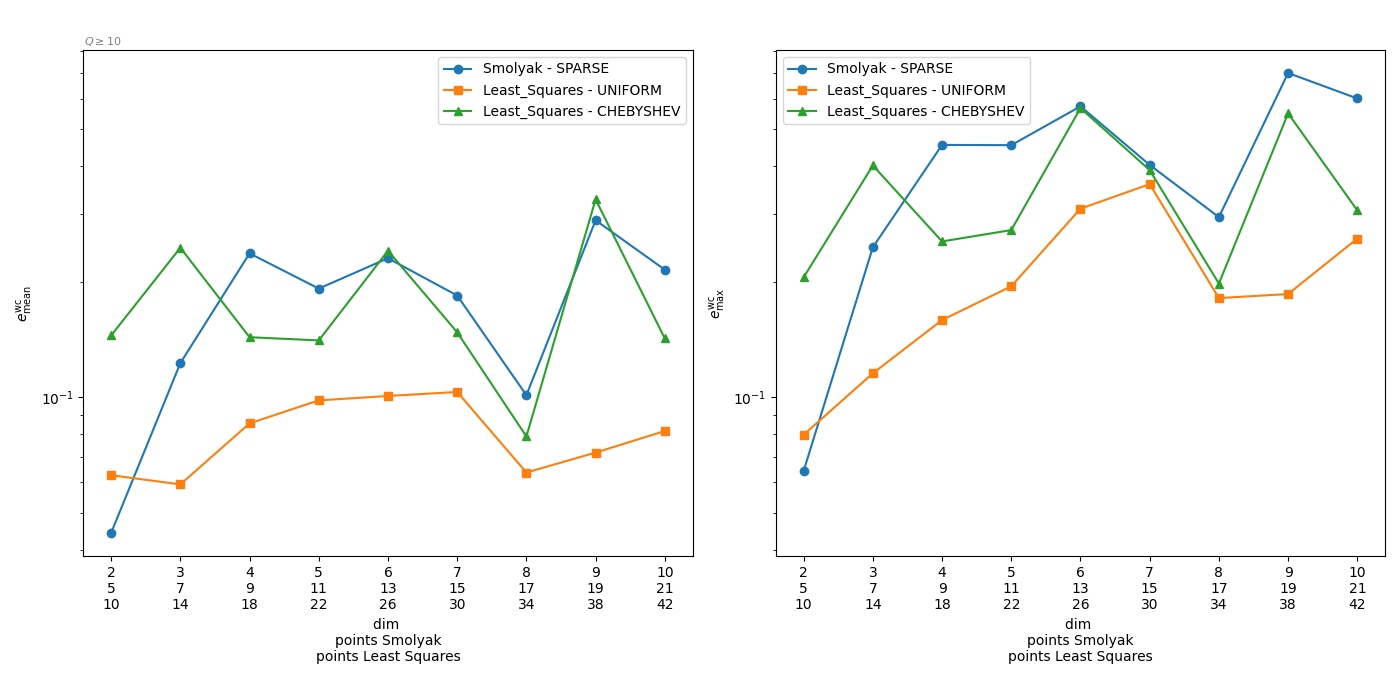 Q ≥ 10
Smolyak - SPARSE
Least_Squares - UNIFORM
Least_Squares - CHEBYSHEV
e^wc_mean
10^-1
2 3 4 5 6 7 8 9 10
5 7 9 11 13 15 17 19 21
10 14 18 22 26 30 34 38 42
dim
points Smolyak
points Least Squares
Smolyak - SPARSE
Least_Squares - UNIFORM
Least_Squares - CHEBYSHEV
e^wc_max
10^-1
2 3 4 5 6 7 8 9 10
5 7 9 11 13 15 17 19 21
10 14 18 22 26 30 34 38 42
dim
points Smolyak
points Least Squares